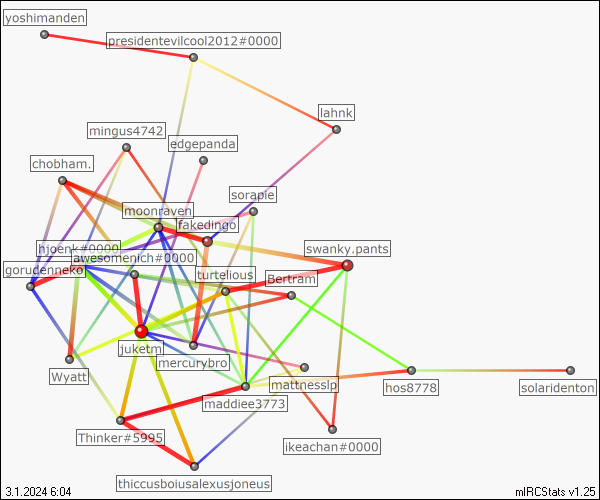 yoshimanden
presidentevilcool2012#0000
lahnk
mingus4742
edgepanda
chobham.
sorapie
moonraven
fakedingo
hjoenk#0000
swanky.pants
awesomenich#0000
gorudenneko
turtelious
Bertram
juketm
mercurybro
Wyatt
mattnesslp
hos8778
solaridenton
maddiee3773
Thinker#5995
ikeachan#0000
thiccusboiusalexusjoneus
3.1.2024 6:04
mIRCStats v1.25